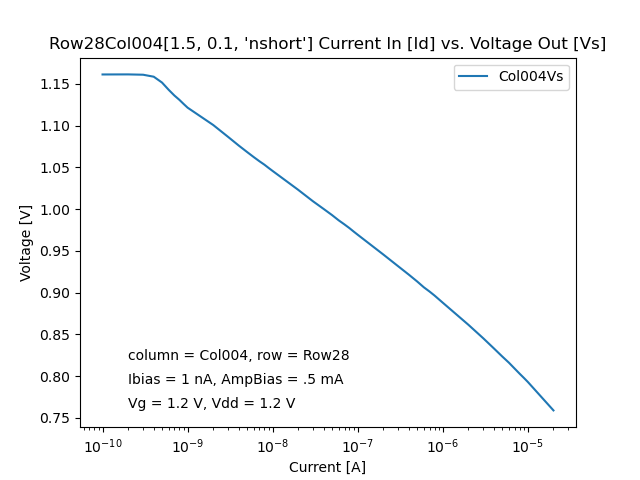 Row28Col004[1.5, 0.1, 'nshort'] Current In [Id] vs. Voltage Out [Vs]
Col004Vs
1.15
1.10
1.05
1.00
0.95
0.90
0.85
0.80
0.75
Voltage [V]
column = Col004, row = Row28
Ibias = 1 nA, AmpBias = .5 mA
Vg = 1.2 V, Vdd = 1.2 V
10⁻¹⁰ 10⁻⁹ 10⁻⁸ 10⁻⁷ 10⁻⁶ 10⁻⁵
Current [A]